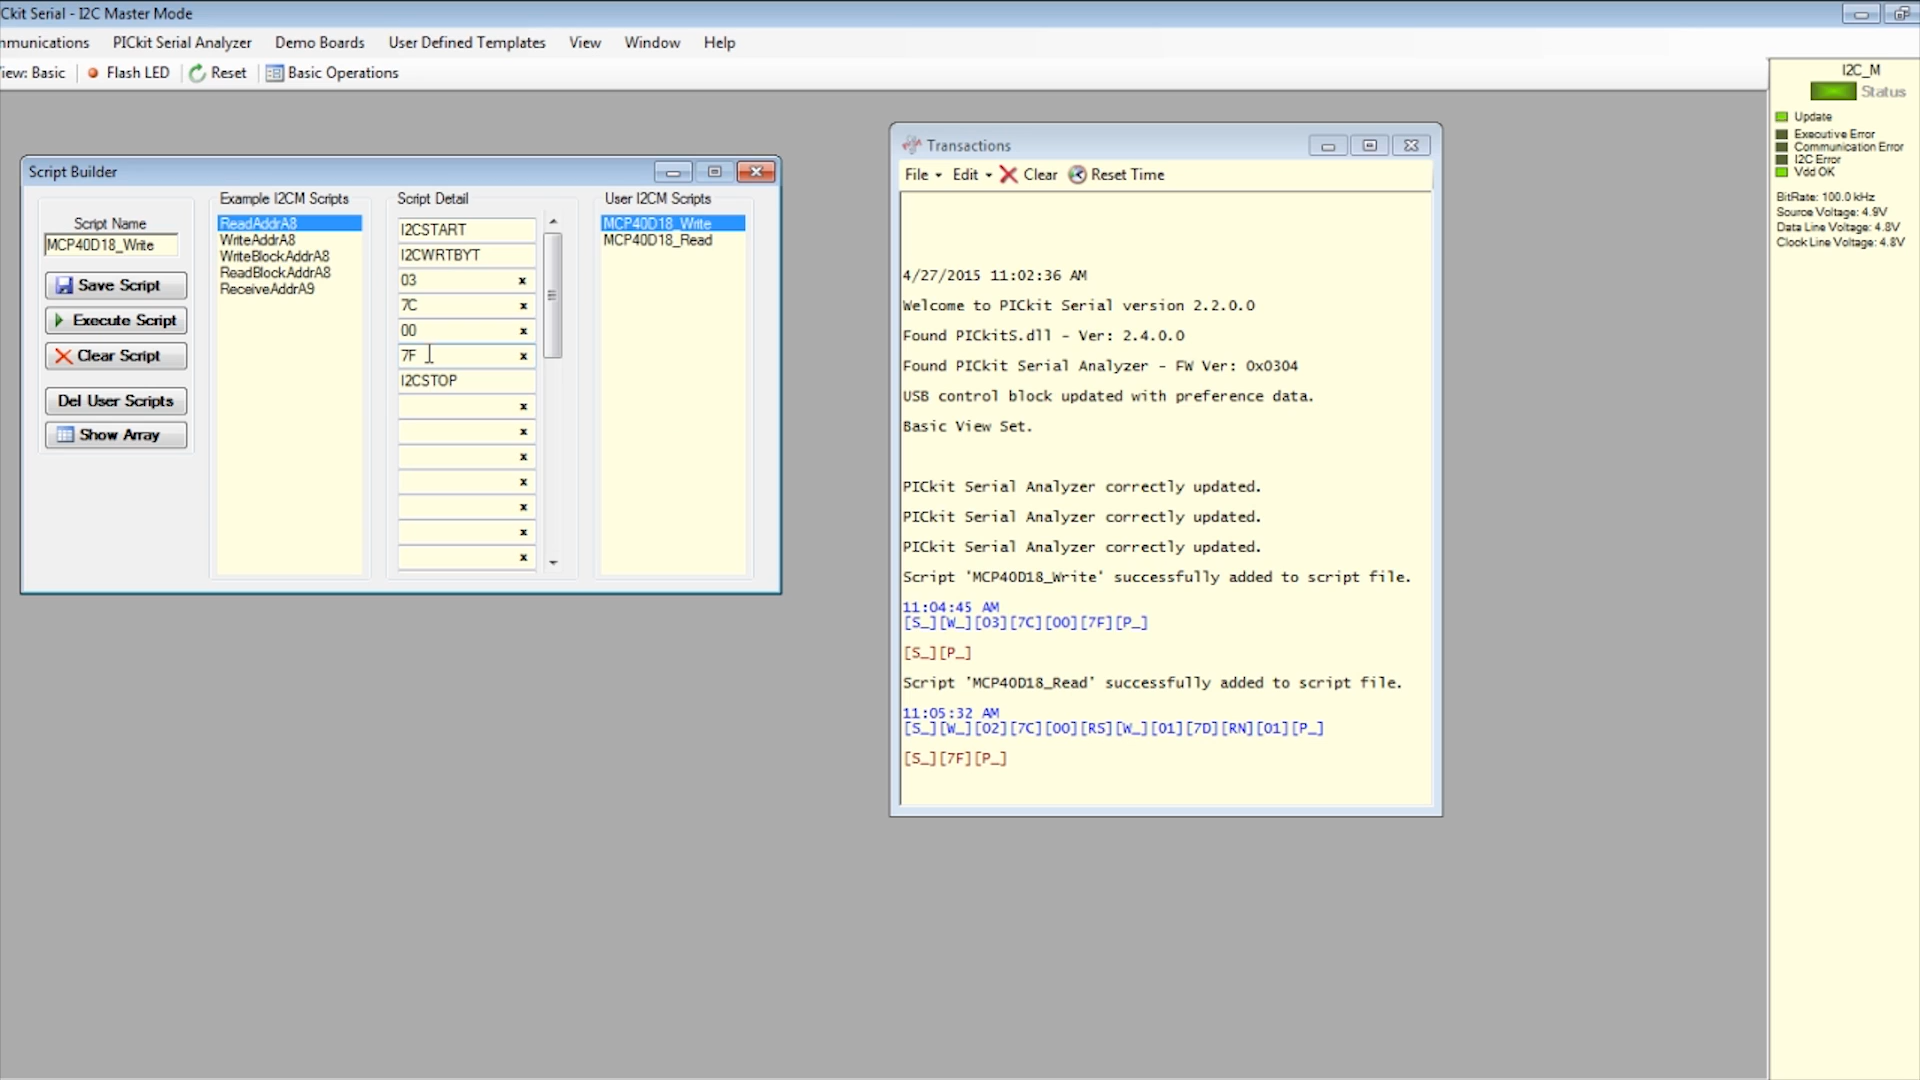 Ckit Serial - I2C Master Mode
mmunications PICkit Serial Analyzer Demo Boards User Defined Templates View Window Help
iew: Basic Flash LED Reset Basic Operations
Script Builder
Script Name
MCP40D18_Write
Save Script
Execute Script
Clear Script
Del User Scripts
Show Array
Example I2CM Scripts
ReadAddrA8
WriteAddrA8
WriteBlockAddrA8
ReadBlockAddrA8
ReceiveAddrA9
Script Detail
I2CSTART
I2CWRTBYT
03 x
7C x
00 x
7F x
I2CSTOP
x
x
x
x
x
x
x
User I2CM Scripts
MCP40D18_Write
MCP40D18_Read
Transactions
File Edit Clear Reset Time
4/27/2015 11:02:36 AM
Welcome to PICkit Serial version 2.2.0.0
Found PICkitS.dll - Ver: 2.4.0.0
Found PICkit Serial Analyzer - FW Ver: 0x0304
USB control block updated with preference data.
Basic View Set.
PICkit Serial Analyzer correctly updated.
PICkit Serial Analyzer correctly updated.
PICkit Serial Analyzer correctly updated.
Script 'MCP40D18_Write' successfully added to script file.
11:04:45 AM
[S_][W_][03][7C][00][7F][P_]
[S_][P_]
Script 'MCP40D18_Read' successfully added to script file.
11:05:32 AM
[S_][W_][02][7C][00][RS][W_][01][7D][RN][01][P_]
[S_][7F][P_]
I2C_M
Status
Update
Executive Error
Communication Error
I2C Error
Vdd OK
BitRate: 100.0 kHz
Source Voltage: 4.9V
Data Line Voltage: 4.8V
Clock Line Voltage: 4.8V